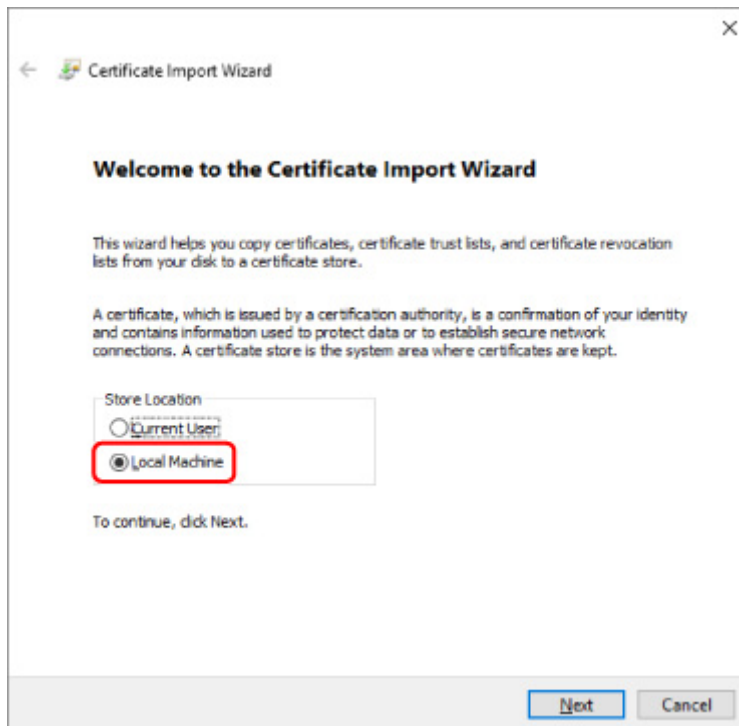 Certificate Import Wizard
Welcome to the Certificate Import Wizard
This wizard helps you copy certificates, certificate trust lists, and certificate revocation
lists from your disk to a certificate store.
A certificate, which is issued by a certification authority, is a confirmation of your identity
and contains information used to protect data or to establish secure network
connections. A certificate store is the system area where certificates are kept.
Store Location
Current User
Local Machine
To continue, click Next.
Next
Cancel